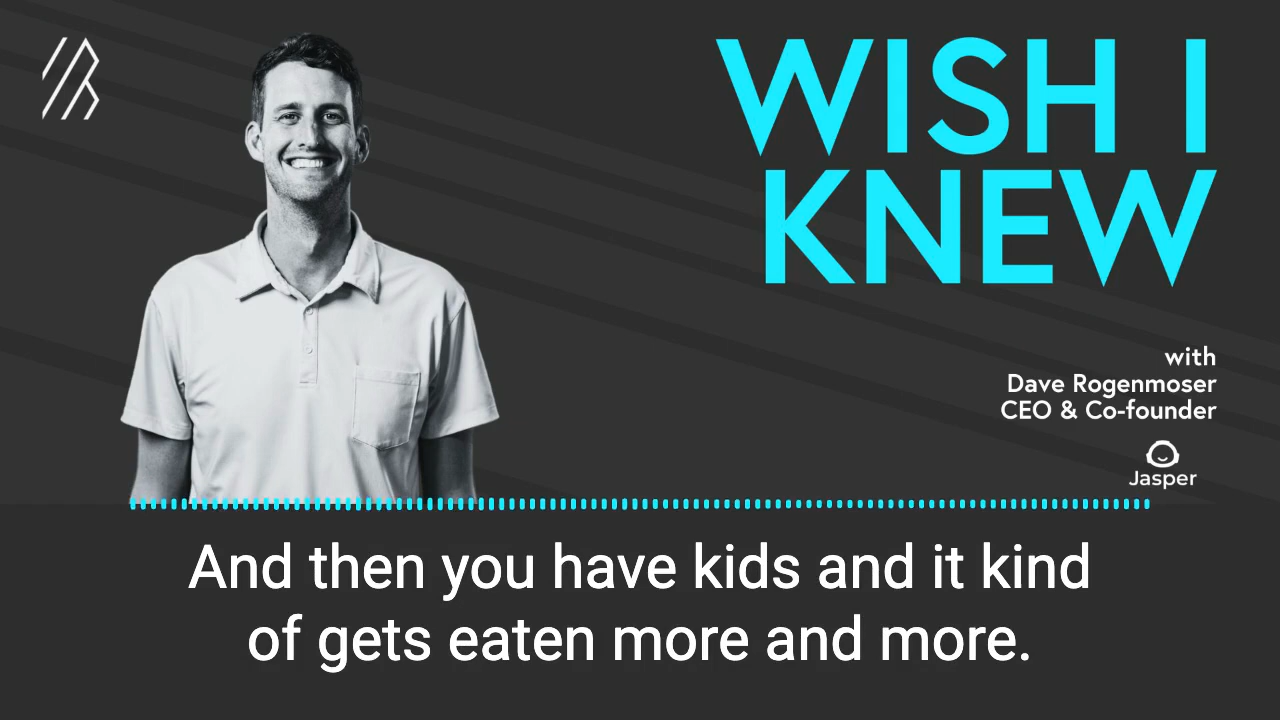 WISH I
KNEW
with
Dave Rogenmoser
CEO & Co-founder
Jasper
And then you have kids and it kind
of gets eaten more and more.